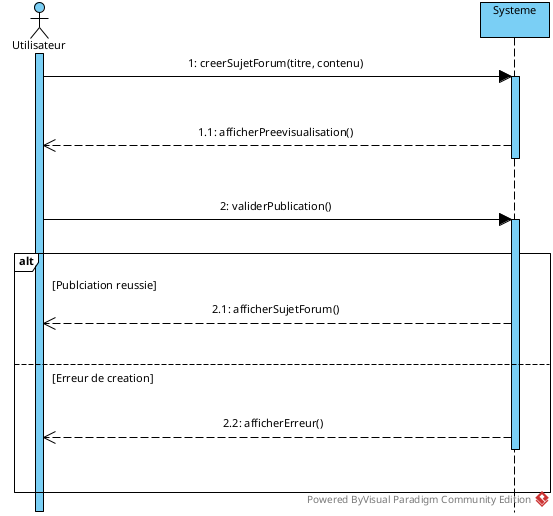 Systeme
Utilisateur
1: creerSujetForum(titre, contenu)
1.1: afficherPreevisualisation()
2: validerPublication()
alt
[Publciation reussie]
2.1: afficherSujetForum()
[Erreur de creation]
2.2: afficherErreur()
Powered ByVisual Paradigm Community Edition